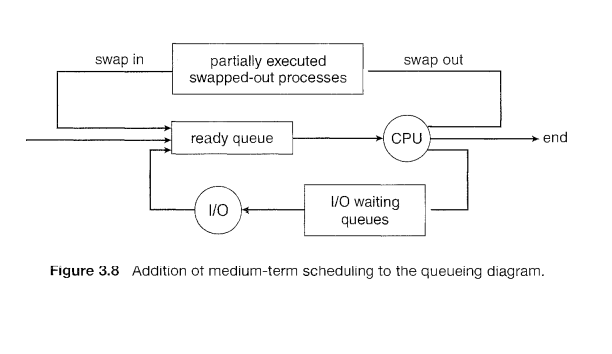 swap in
partially executed
swapped-out processes
swap out
ready queue
CPU
end
I/O
I/O waiting
queues
Figure 3.8 Addition of medium-term scheduling to the queueing diagram.